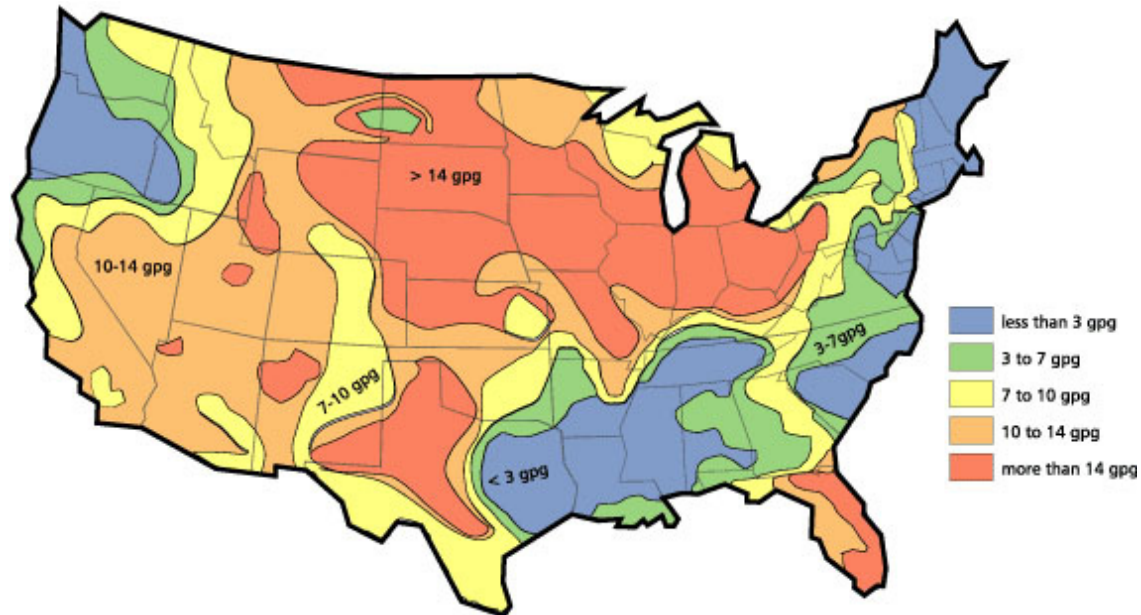 > 14 gpg
10-14 gpg
7-10 gpg
3-7gpg
< 3 gpg
less than 3 gpg
3 to 7 gpg
7 to 10 gpg
10 to 14 gpg
more than 14 gpg